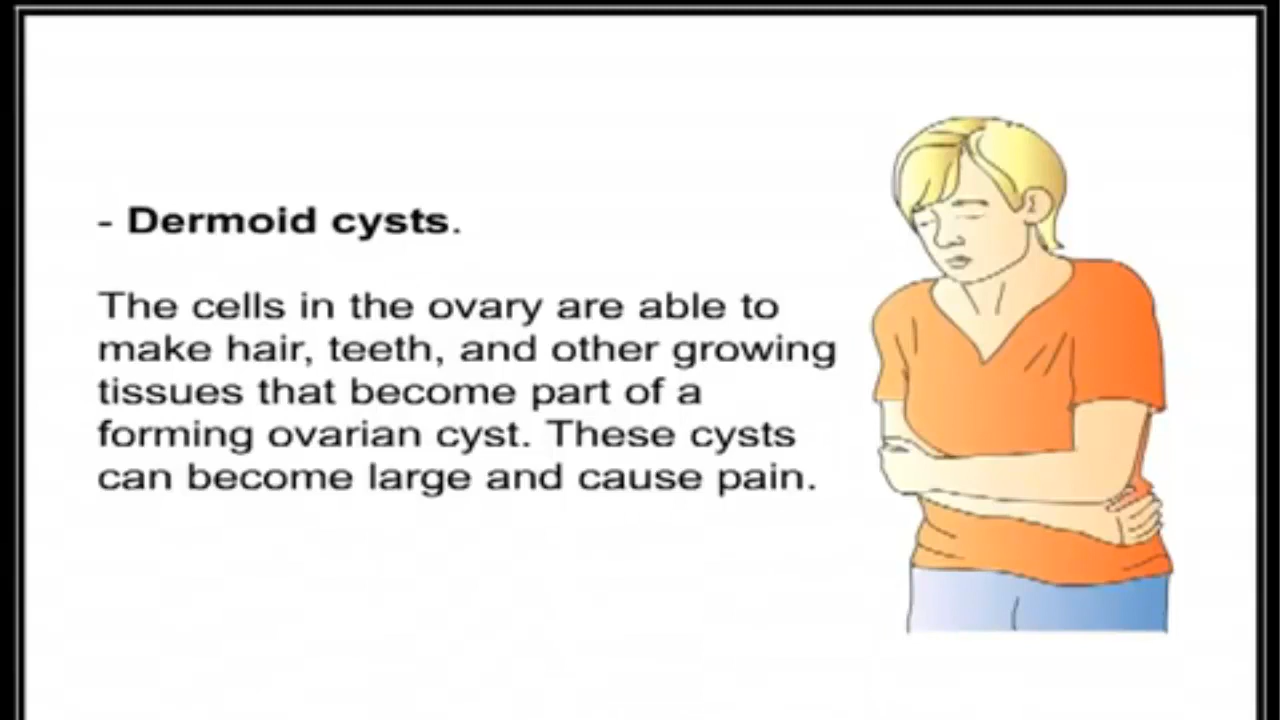 - Dermoid cysts.
The cells in the ovary are able to
make hair, teeth, and other growing
tissues that become part of a
forming ovarian cyst. These cysts
can become large and cause pain.